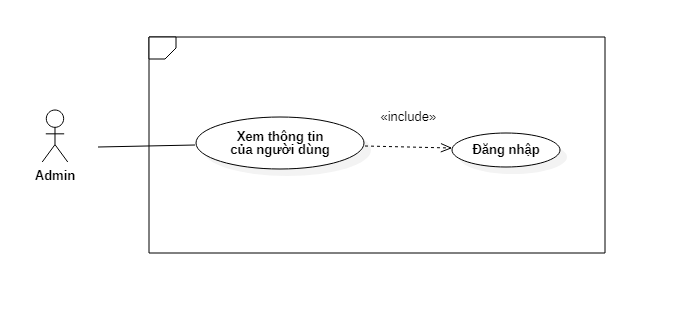 «include»
Xem thông tin
của người dùng
Đăng nhập
Admin